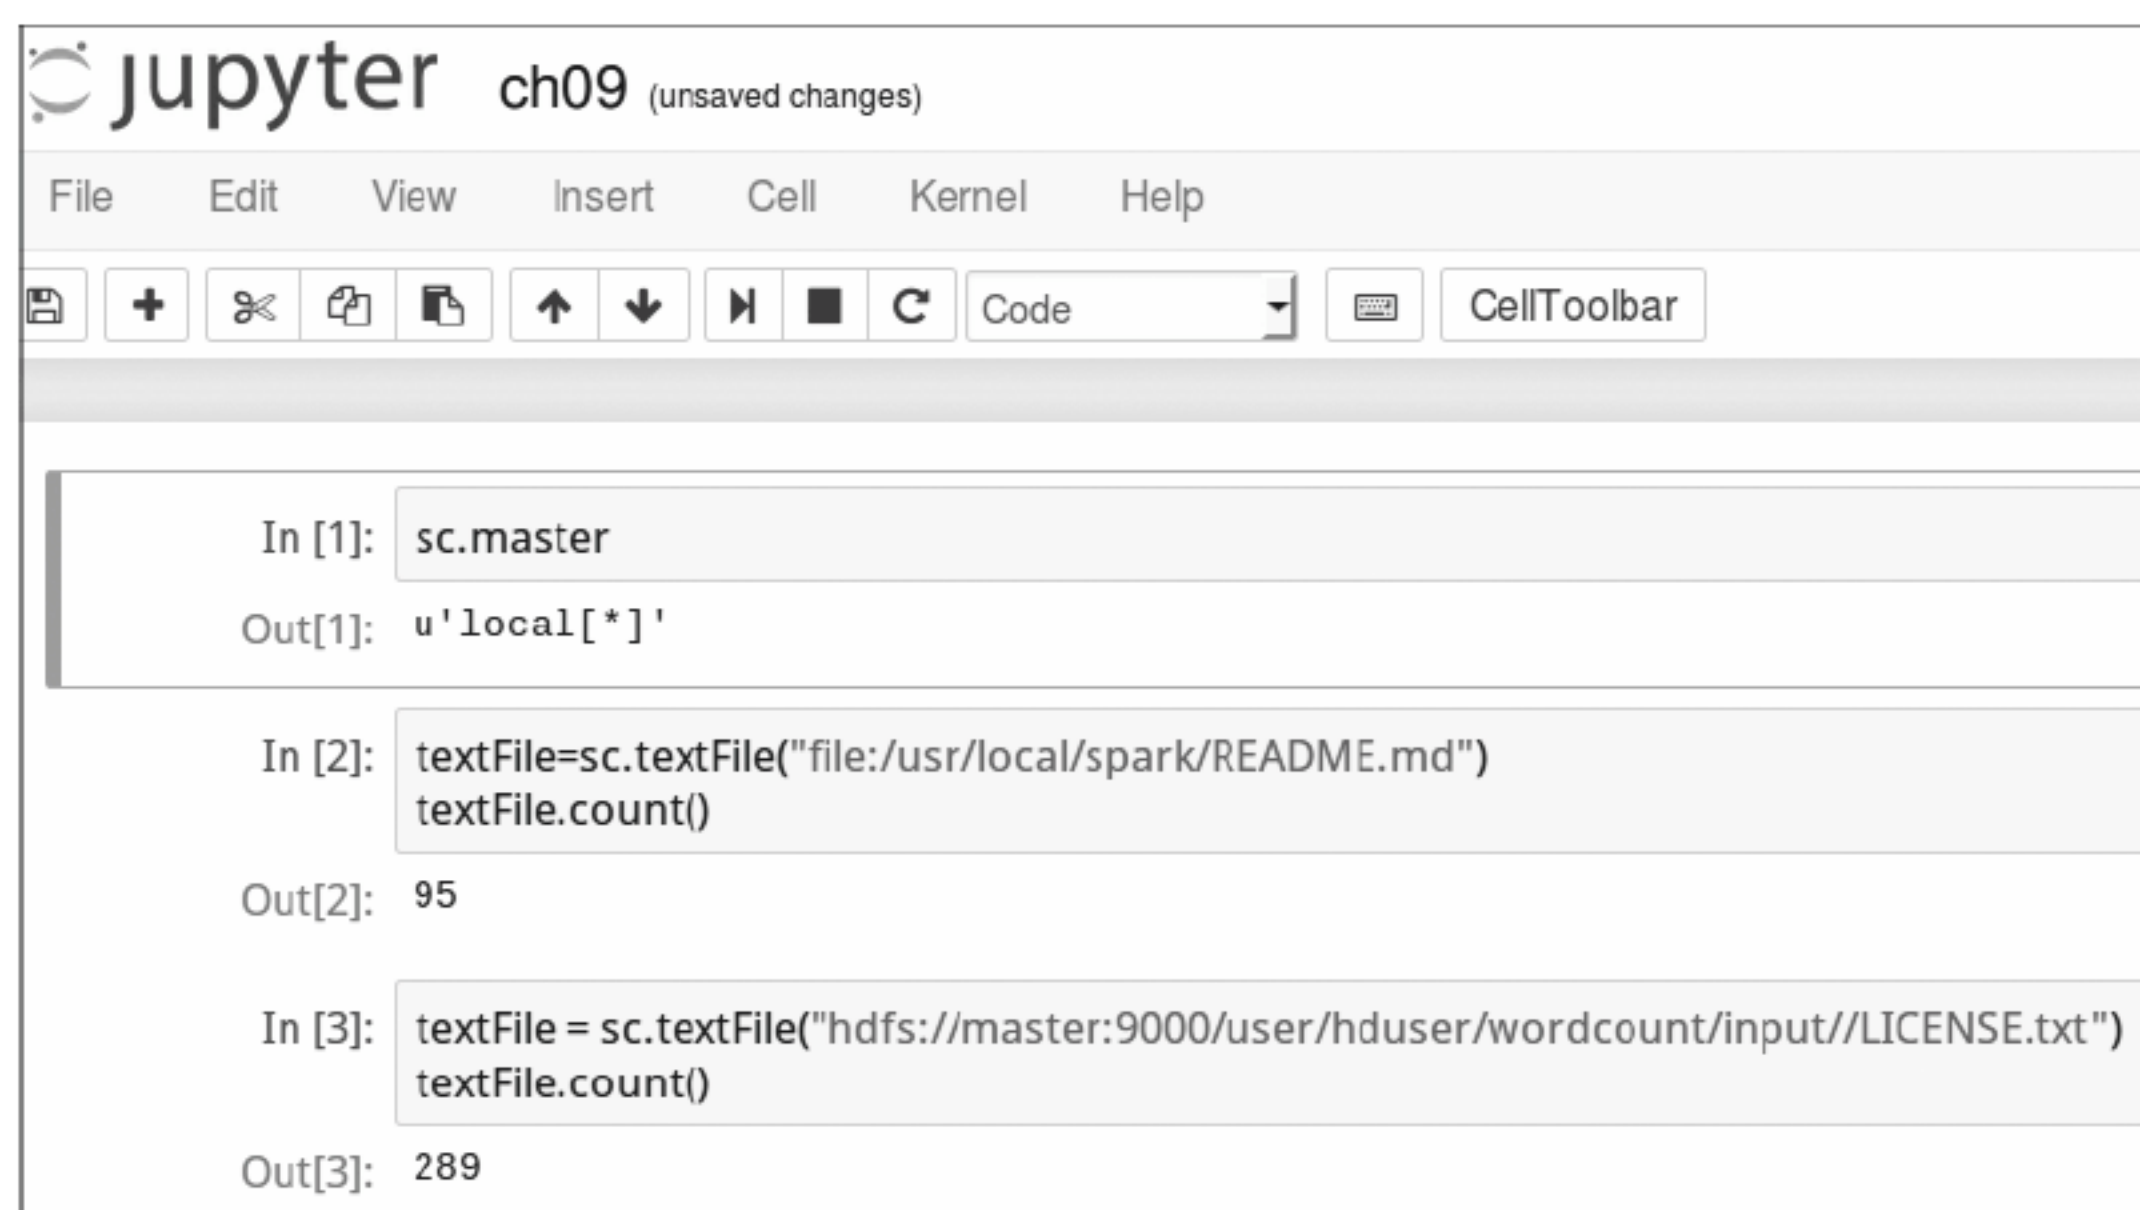 jupyter ch09 (unsaved changes)
File Edit View Insert Cell Kernel Help
Code CellToolbar
In [1]: sc.master
Out[1]: u'local[*]'
In [2]: textFile=sc.textFile("file:/usr/local/spark/README.md")
textFile.count()
Out[2]: 95
In [3]: textFile = sc.textFile("hdfs://master:9000/user/hduser/wordcount/input//LICENSE.txt")
textFile.count()
Out[3]: 289